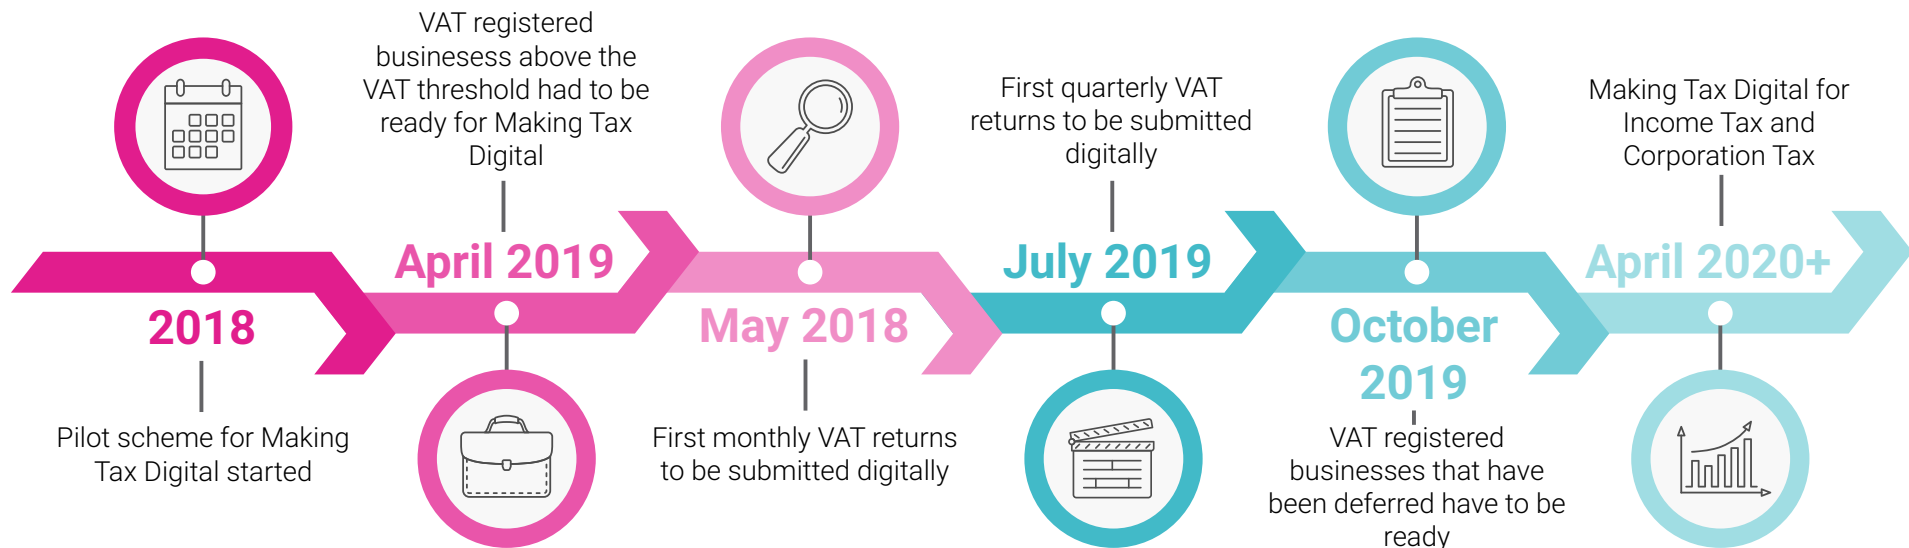 2018
Pilot scheme for Making
Tax Digital started
VAT registered
businesess above the
VAT threshold had to be
ready for Making Tax
Digital
April 2019
May 2018
First monthly VAT returns
to be submitted digitally
First quarterly VAT
returns to be submitted
digitally
July 2019
October
2019
VAT registered
businesses that have
been deferred have to be
ready
Making Tax Digital for
Income Tax and
Corporation Tax
April 2020+